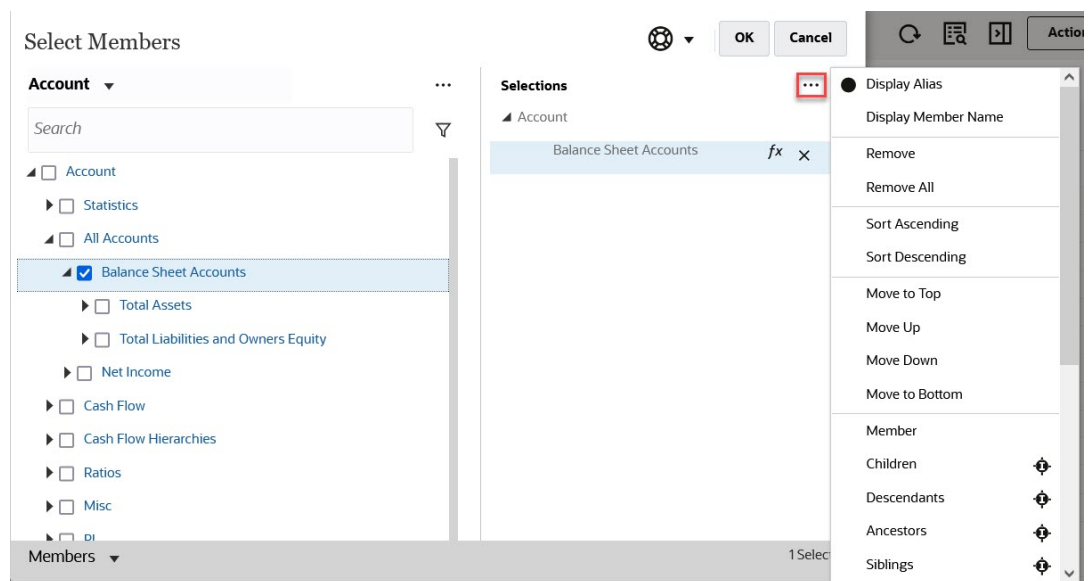 Select Members
OK
Cancel
Actio
Account
Selections
Search
Account
Balance Sheet Accounts
fx
Account
Statistics
All Accounts
Balance Sheet Accounts
Total Assets
Total Liabilities and Owners Equity
Net Income
Cash Flow
Cash Flow Hierarchies
Ratios
Misc
Members
1 Selec
Display Alias
Display Member Name
Remove
Remove All
Sort Ascending
Sort Descending
Move to Top
Move Up
Move Down
Move to Bottom
Member
Children
Descendants
Ancestors
Siblings